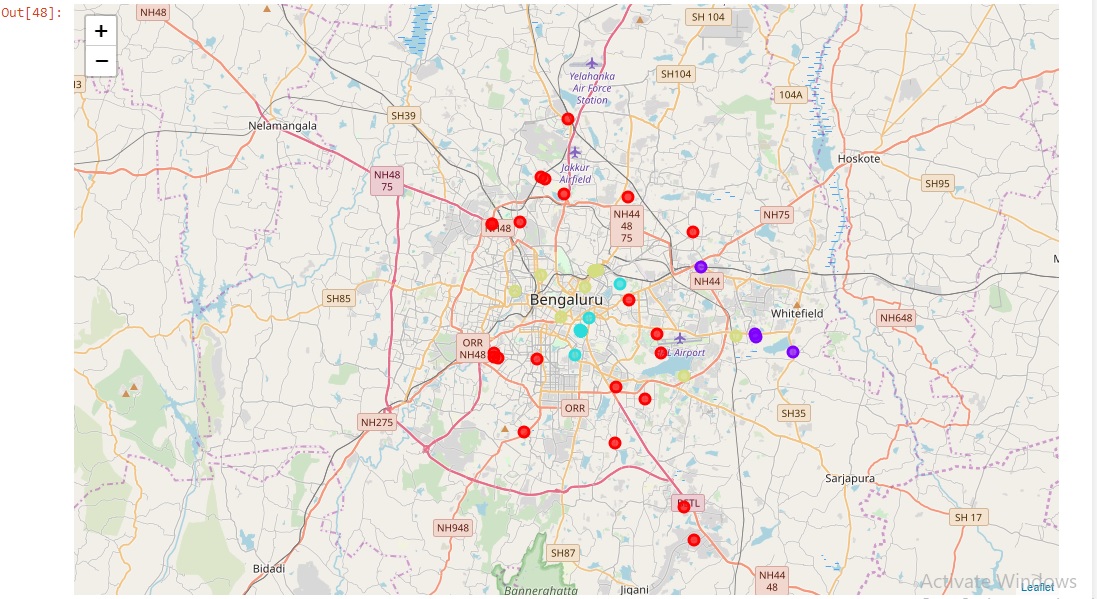 Out[48]:
NH48
SH 104
+
−
Yelahanka
Air Force
Station
SH104
104A
SH39
Nelamangala
Jakkur
Airfield
Hoskote
NH48
75
SH95
NH44
48
75
NH75
NH48
NH44
SH85
Bengaluru
Whitefield
NH648
ORR
NH48
Airport
ORR
SH35
NH275
Sarjapura
SH 17
NH948
SH87
Bidadi
NH44
48
Bannerghatta
Jigani
Activate Windows
Leaflet